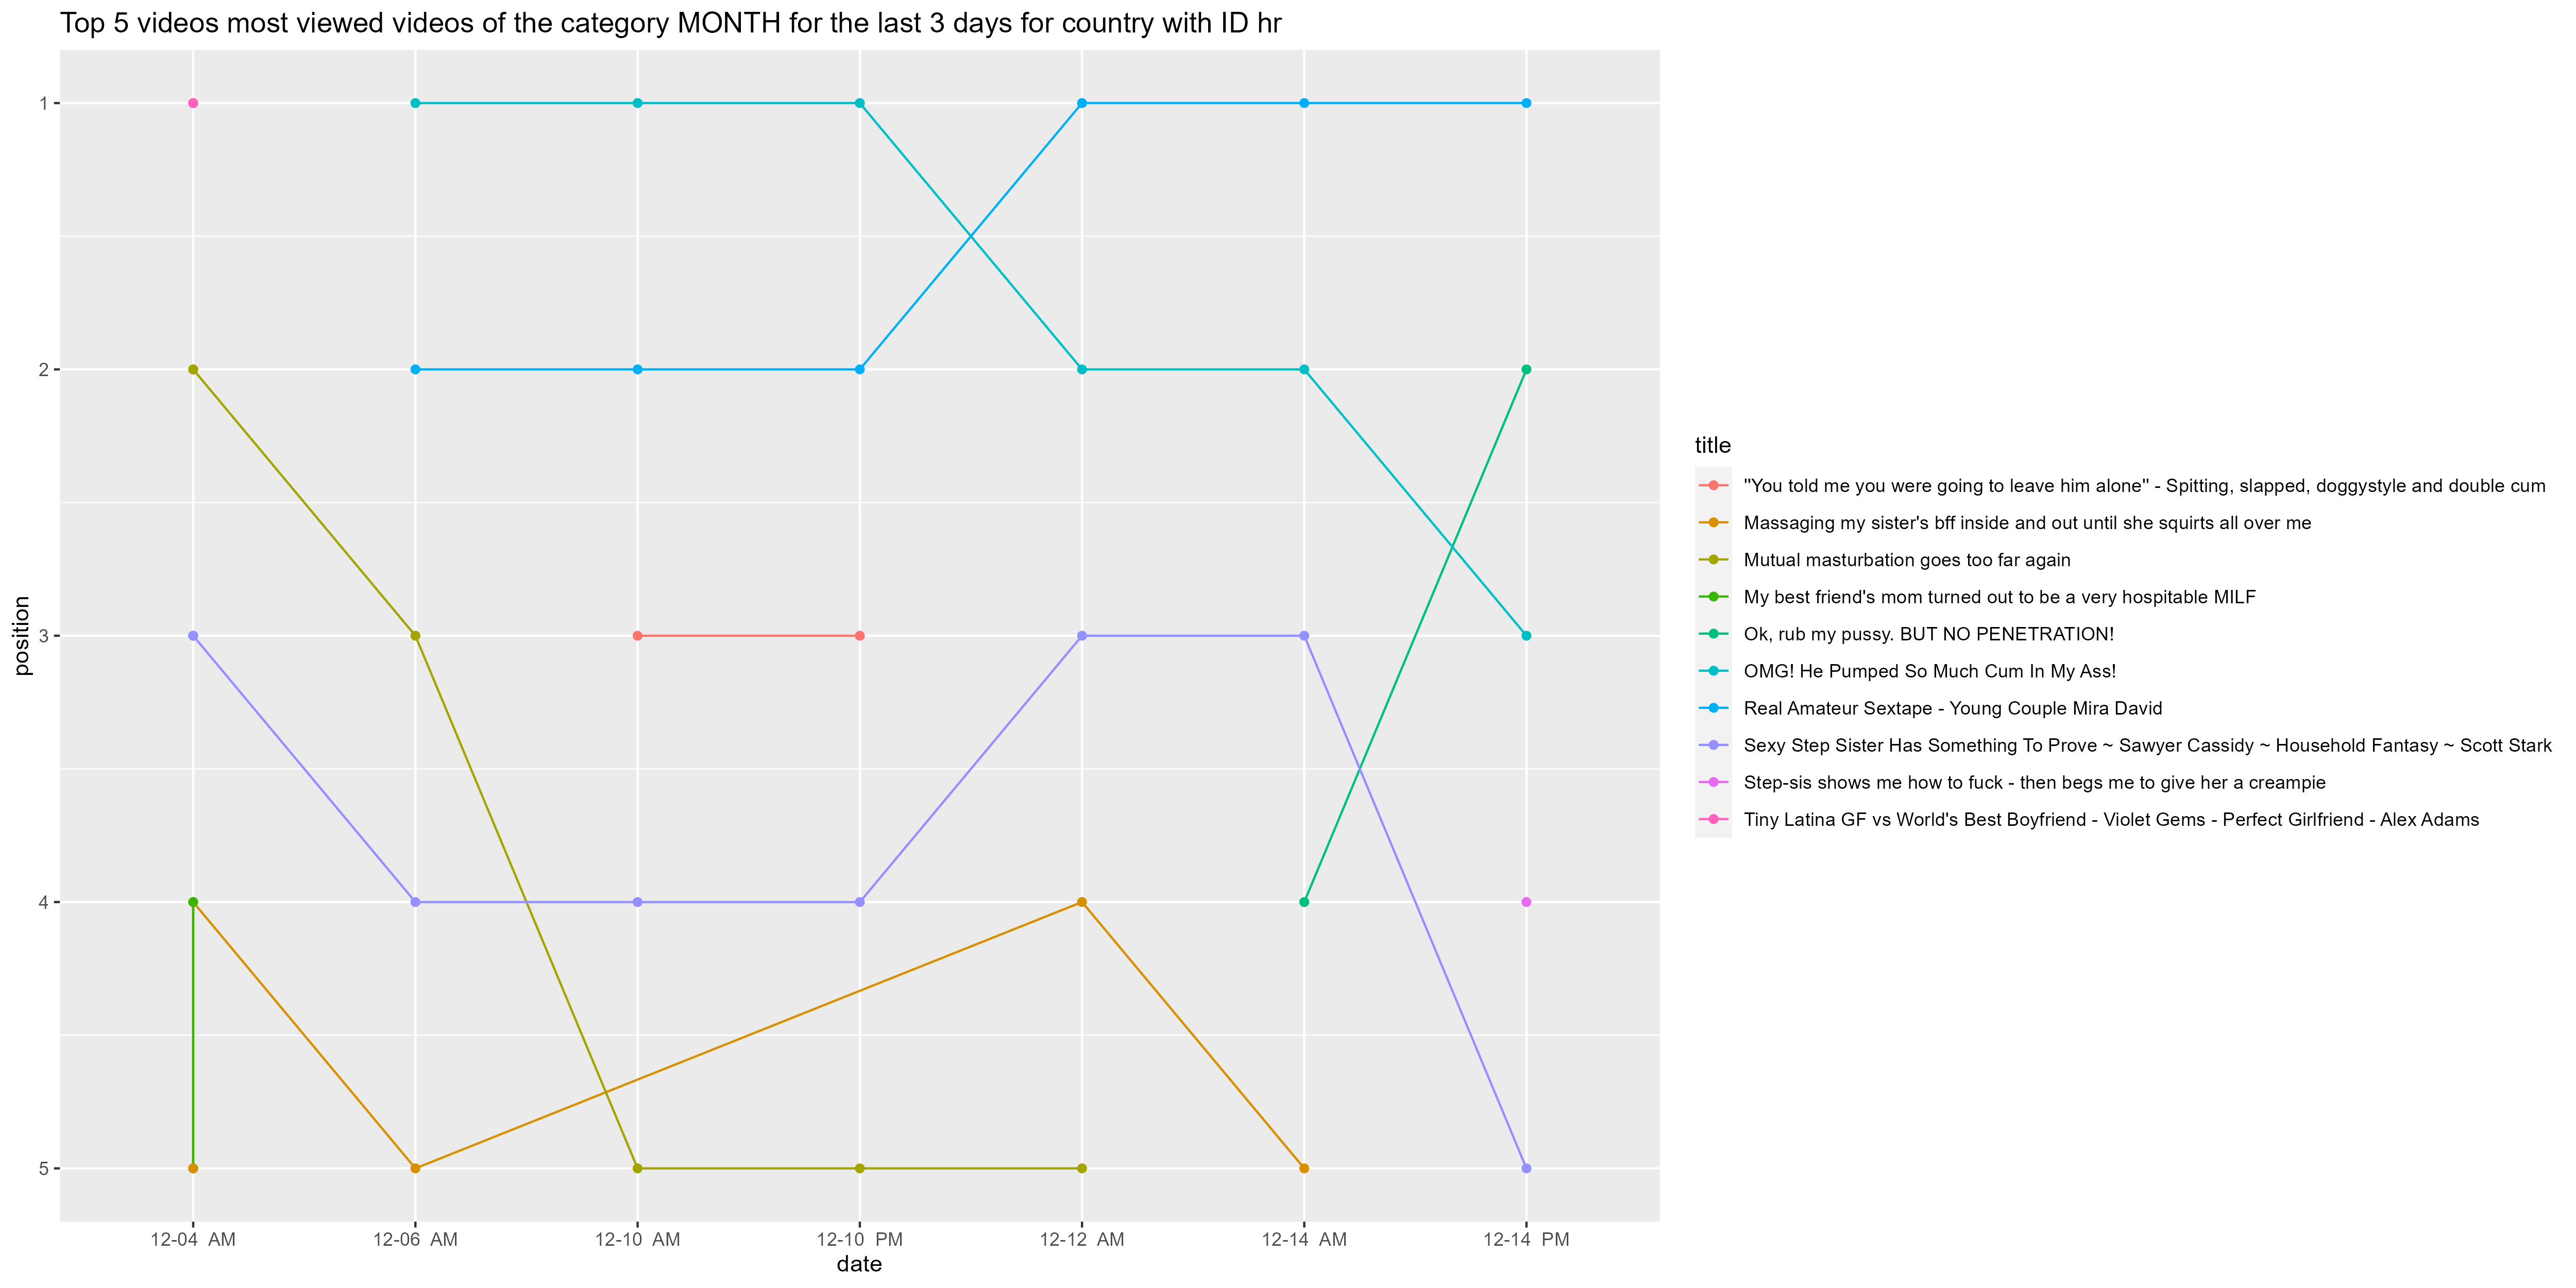 Top 5 videos most viewed videos of the category MONTH for the last 3 days for country with ID hr
position
1
2
3
4
5
12-04 AM
12-06 AM
12-10 AM
12-10 PM
12-12 AM
12-14 AM
12-14 PM
date
title
"You told me you were going to leave him alone" - Spitting, slapped, doggystyle and double cum
Massaging my sister's bff inside and out until she squirts all over me
Mutual masturbation goes too far again
My best friend's mom turned out to be a very hospitable MILF
Ok, rub my pussy. BUT NO PENETRATION!
OMG! He Pumped So Much Cum In My Ass!
Real Amateur Sextape - Young Couple Mira David
Sexy Step Sister Has Something To Prove ~ Sawyer Cassidy ~ Household Fantasy ~ Scott Stark
Step-sis shows me how to fuck - then begs me to give her a creampie
Tiny Latina GF vs World's Best Boyfriend - Violet Gems - Perfect Girlfriend - Alex Adams